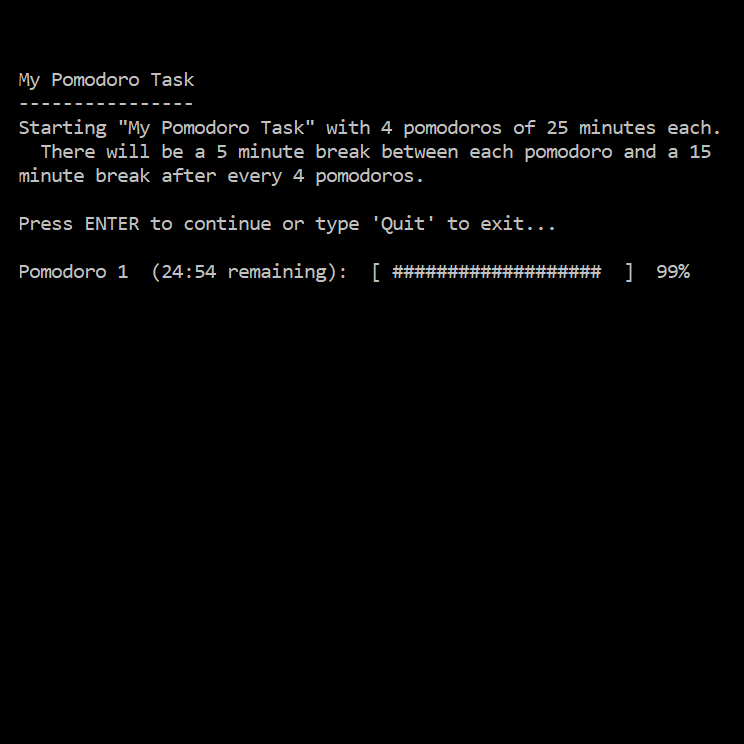 My Pomodoro Task
----------------
Starting "My Pomodoro Task" with 4 pomodoros of 25 minutes each.
  There will be a 5 minute break between each pomodoro and a 15
minute break after every 4 pomodoros.

Press ENTER to continue or type 'Quit' to exit...

Pomodoro 1  (24:54 remaining):  [ ###################  ]  99%